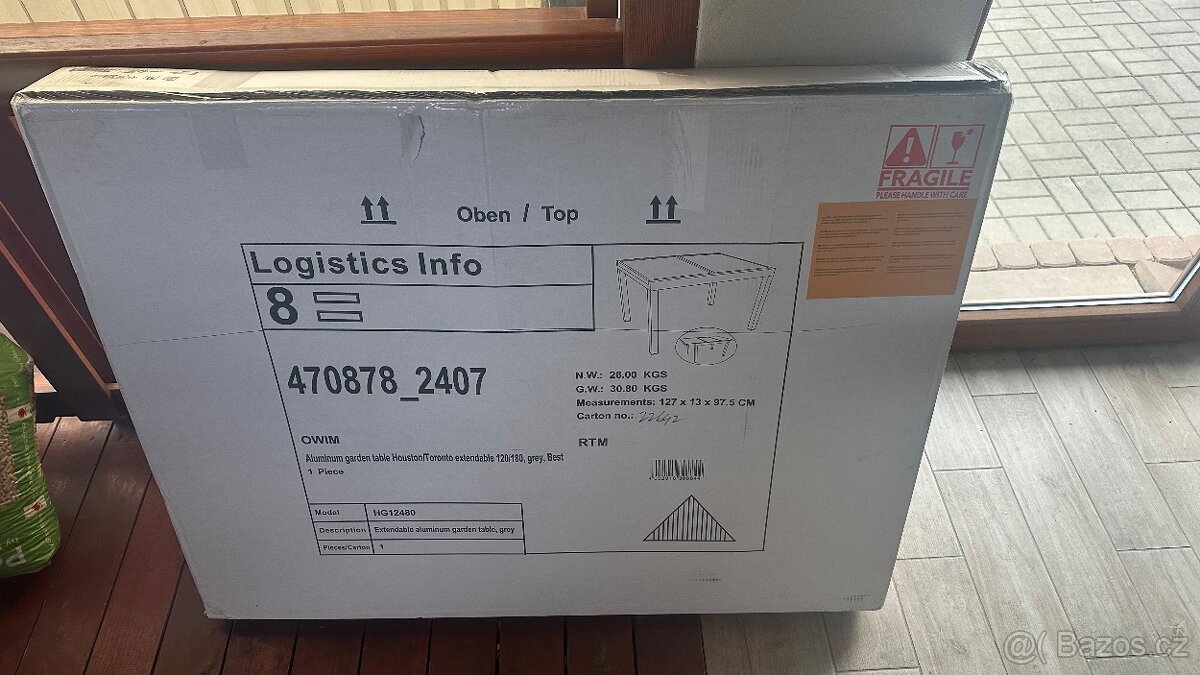 FRAGILE
PLEASE HANDLE WITH CARE
Oben / Top
Logistics Info
8
470878_2407
N.W.: 26.00 KGS
G.W.: 30.80 KGS
Measurements: 127 x 13 x 97.5 CM
Carton no.: 22642
OWIM
RTM
Aluminum garden table Houston/Toronto extendable 120/180, grey, Best
1 Piece
Model HG12480
Description Extendable aluminum garden table, grey
Pieces/Carton 1
Bazos.cz